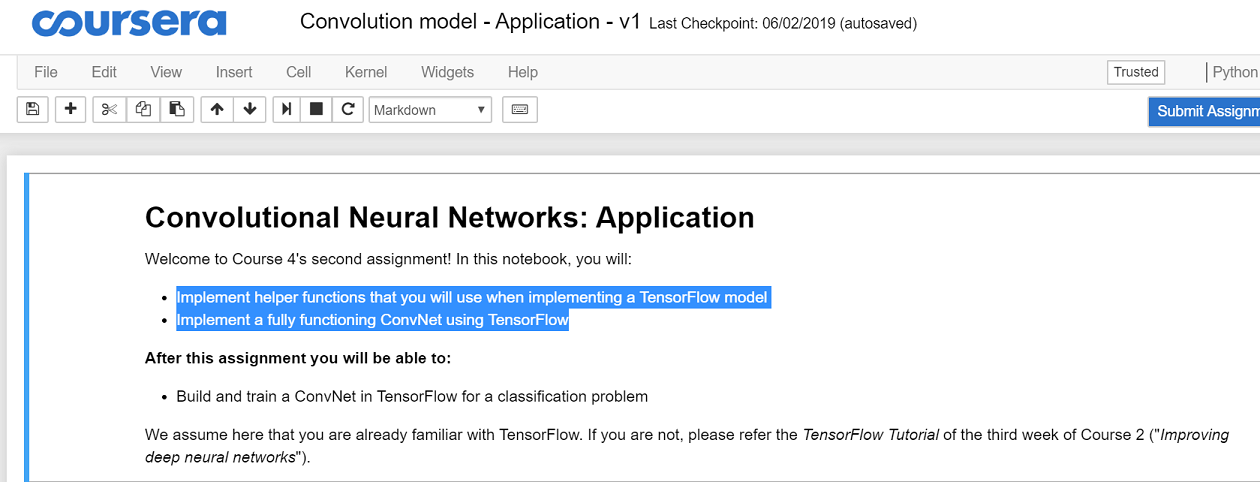 coursera
Convolution model - Application - v1 Last Checkpoint: 06/02/2019 (autosaved)
File Edit View Insert Cell Kernel Widgets Help Trusted Python
Markdown Submit Assignm
Convolutional Neural Networks: Application
Welcome to Course 4's second assignment! In this notebook, you will:
• Implement helper functions that you will use when implementing a TensorFlow model
• Implement a fully functioning ConvNet using TensorFlow
After this assignment you will be able to:
• Build and train a ConvNet in TensorFlow for a classification problem
We assume here that you are already familiar with TensorFlow. If you are not, please refer the TensorFlow Tutorial of the third week of Course 2 ("Improving
deep neural networks").